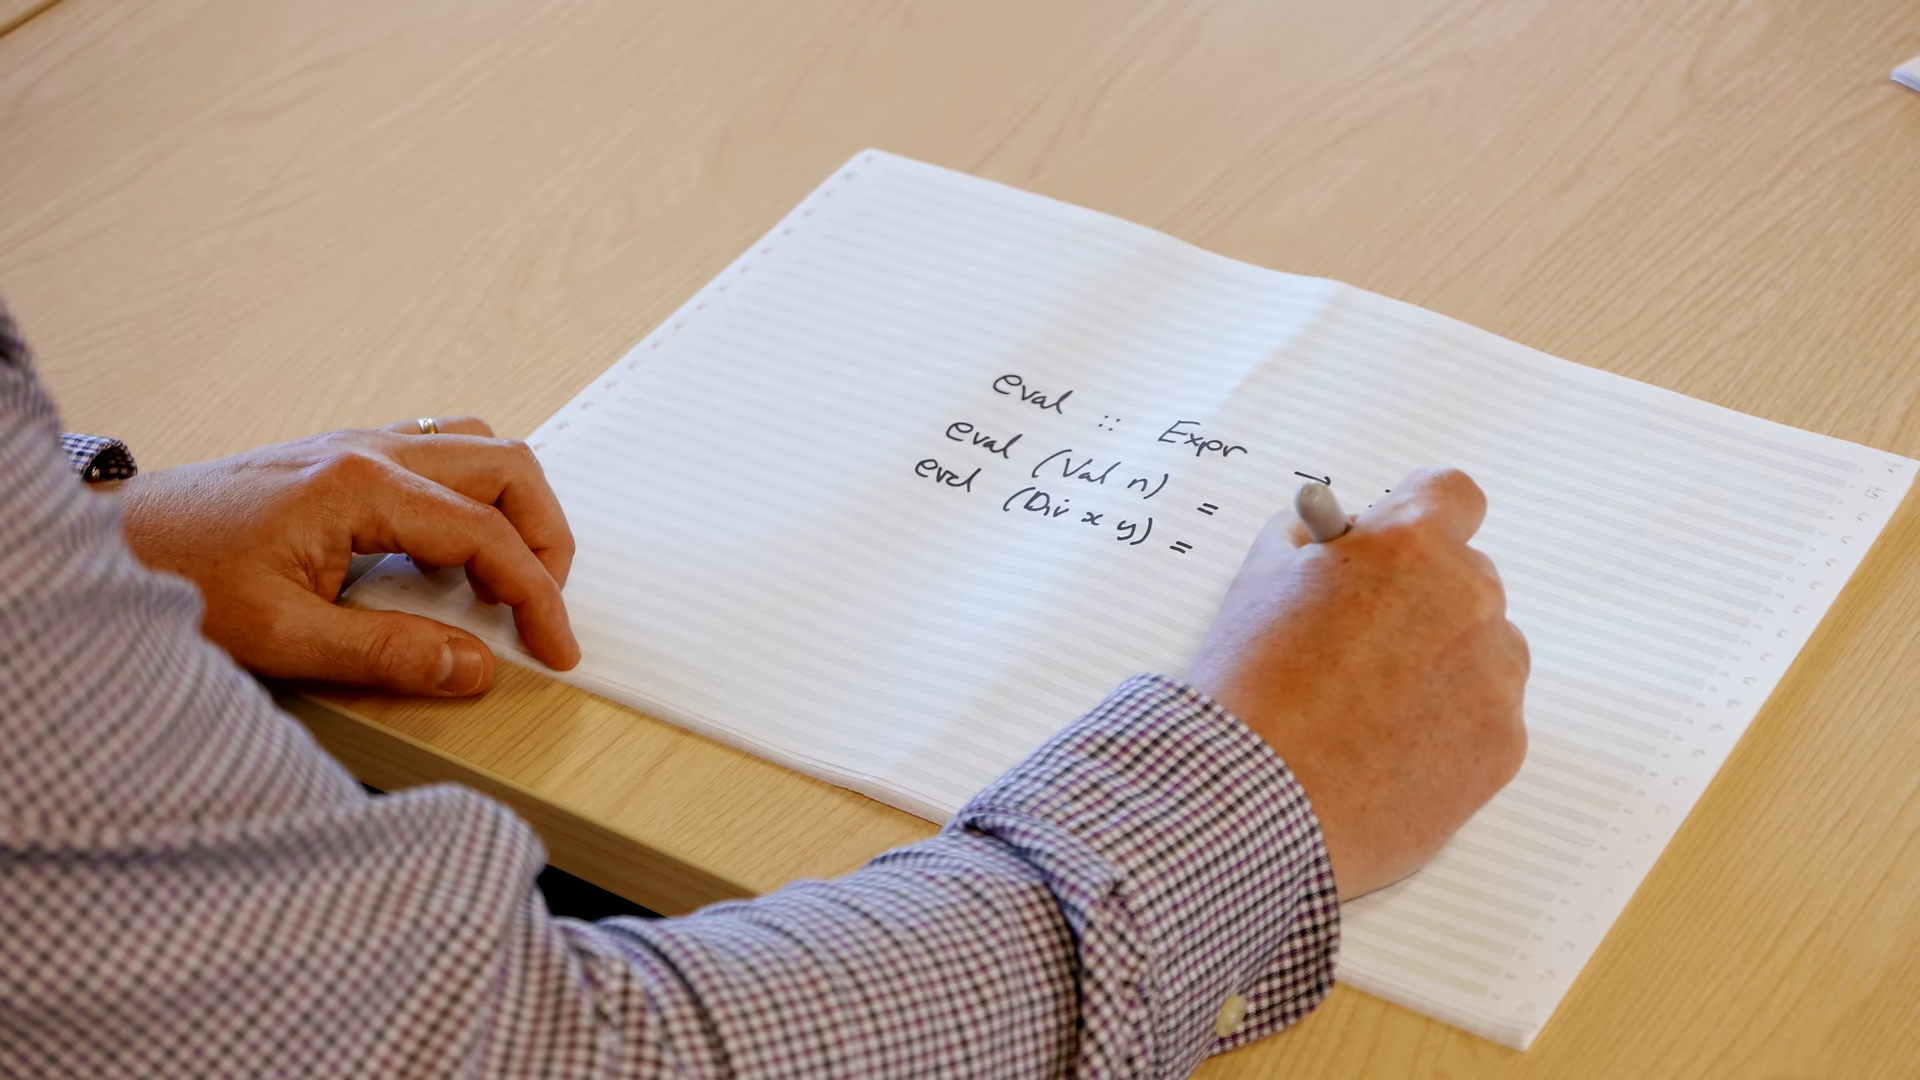 eval :: Expr →
eval (Val n) =
eval (Div x y) =